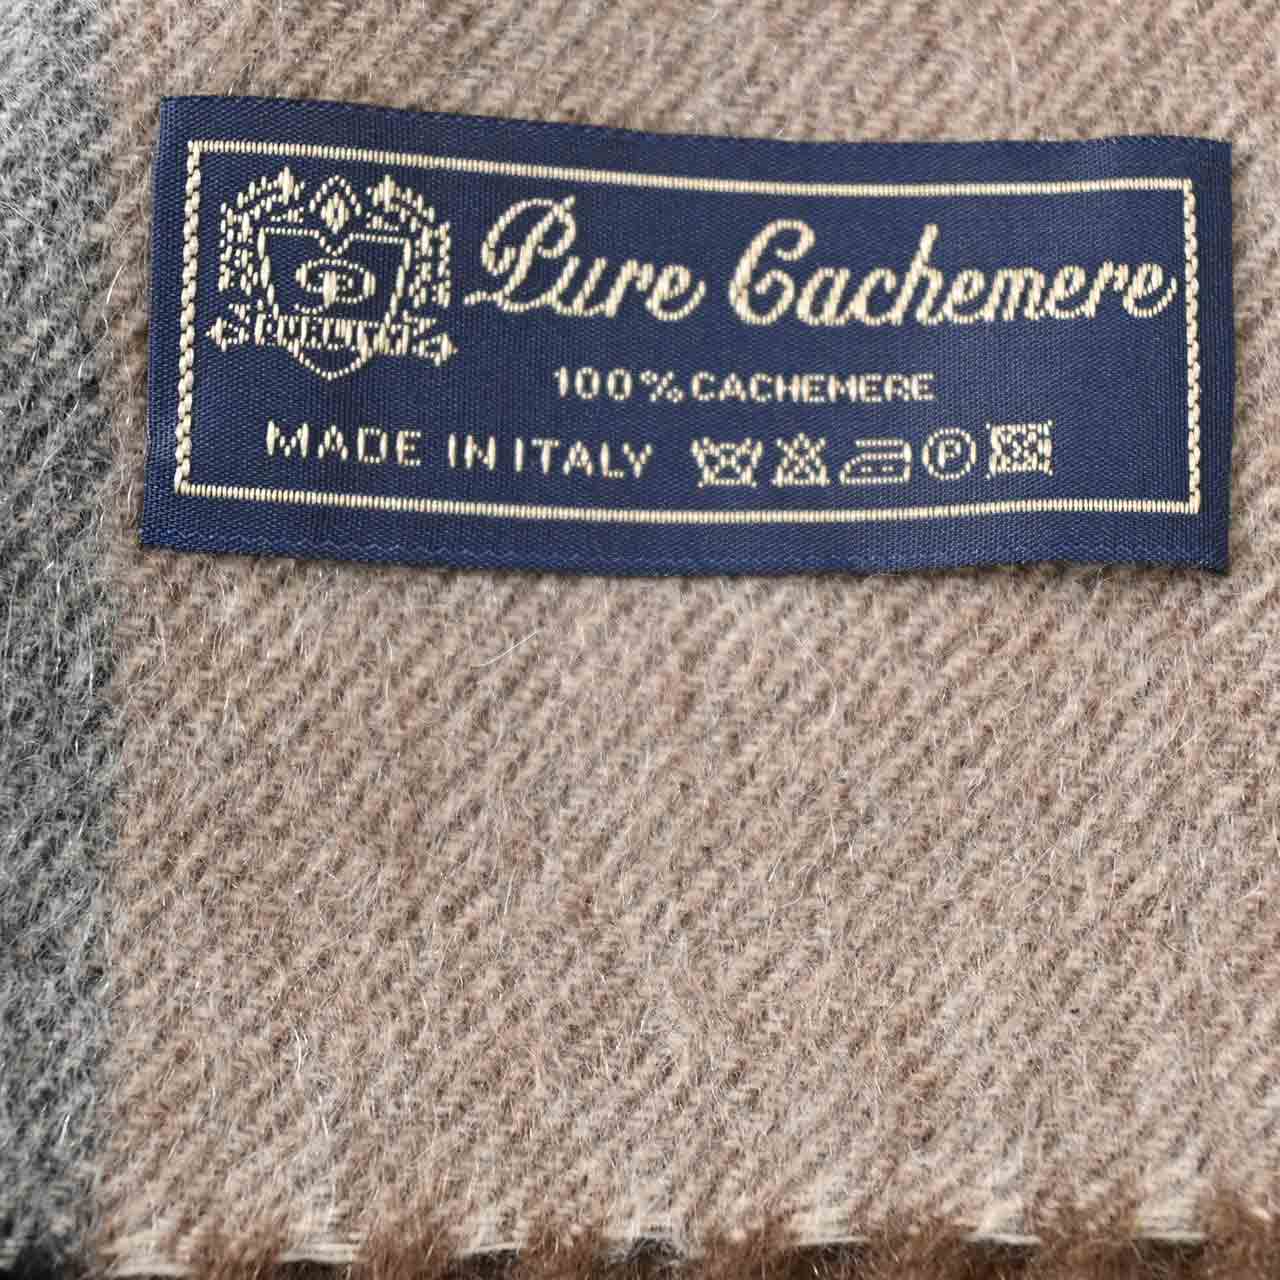 Pure Cachemere
100% CACHEMERE
MADE IN ITALY P